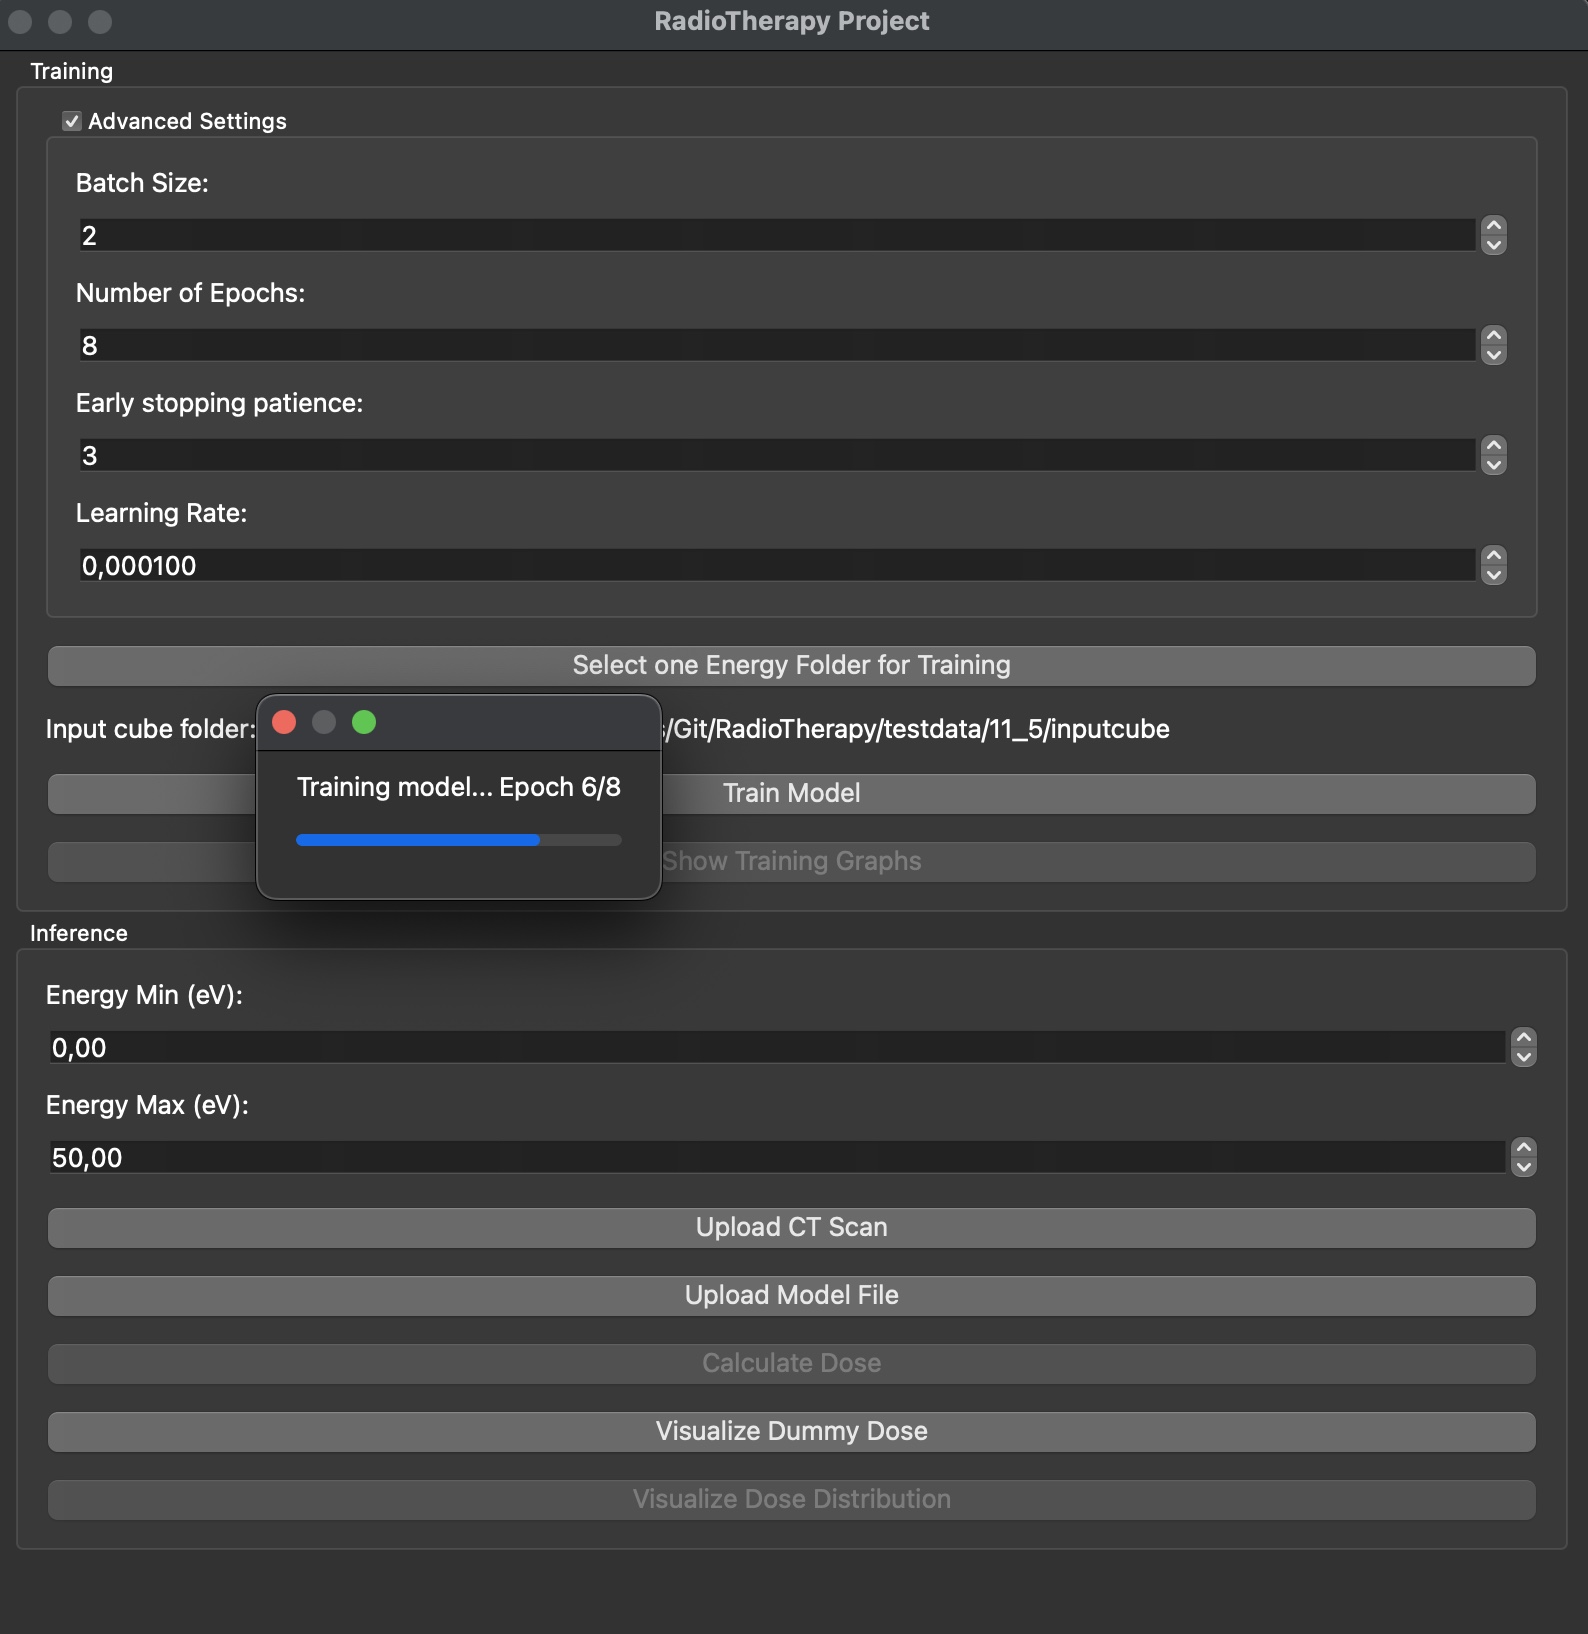 RadioTherapy Project
Training
Advanced Settings
Batch Size:
2
Number of Epochs:
8
Early stopping patience:
3
Learning Rate:
0,000100
Select one Energy Folder for Training
Input cube folder: /Git/RadioTherapy/testdata/11_5/inputcube
Training model... Epoch 6/8
Train Model
Show Training Graphs
Inference
Energy Min (eV):
0,00
Energy Max (eV):
50,00
Upload CT Scan
Upload Model File
Calculate Dose
Visualize Dummy Dose
Visualize Dose Distribution